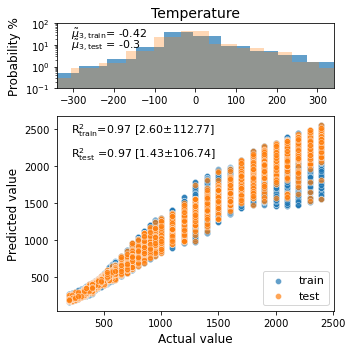 Temperature
Probability %
10²
10¹
10⁰
10⁻¹
μ̃₃,train = -0.42
μ̃₃,test = -0.3
−300 −200 −100 0 100 200 300
R²train=0.97 [2.60±112.77]
R²test =0.97 [1.43±106.74]
Predicted value
2500
2000
1500
1000
500
train
test
500 1000 1500 2000 2500
Actual value